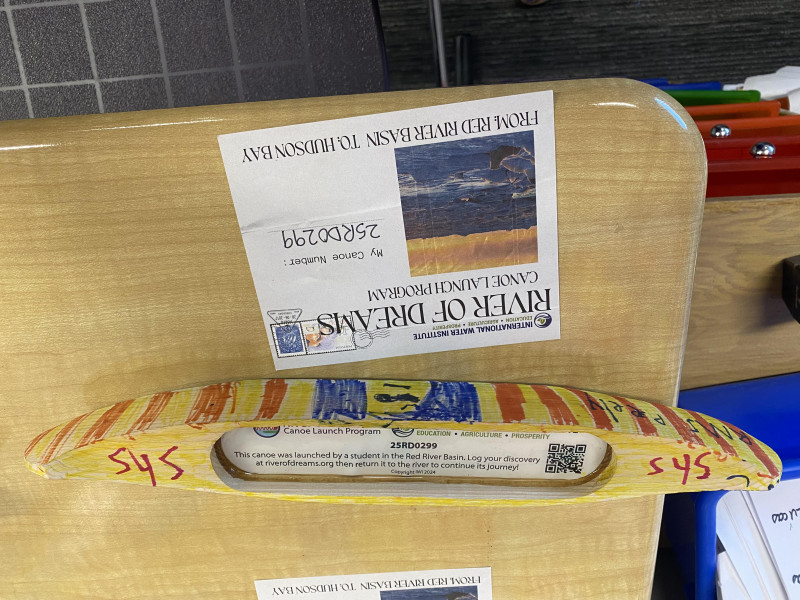 INTERNATIONAL WATER INSTITUTE
EDUCATION • AGRICULTURE • PROSPERITY
RIVER OF DREAMS
CANOE LAUNCH PROGRAM
My Canoe Number:
25RD0299
FROM: RED RIVER BASIN TO: HUDSON BAY
Canoe Launch Program
EDUCATION • AGRICULTURE • PROSPERITY
25RD0299
This canoe was launched by a student in the Red River Basin. Log your discovery
at riverofdreams.org then return it to the river to continue its journey!
Copyright IWI 2024
FROM: RED RIVER BASIN TO: HUDSON BAY